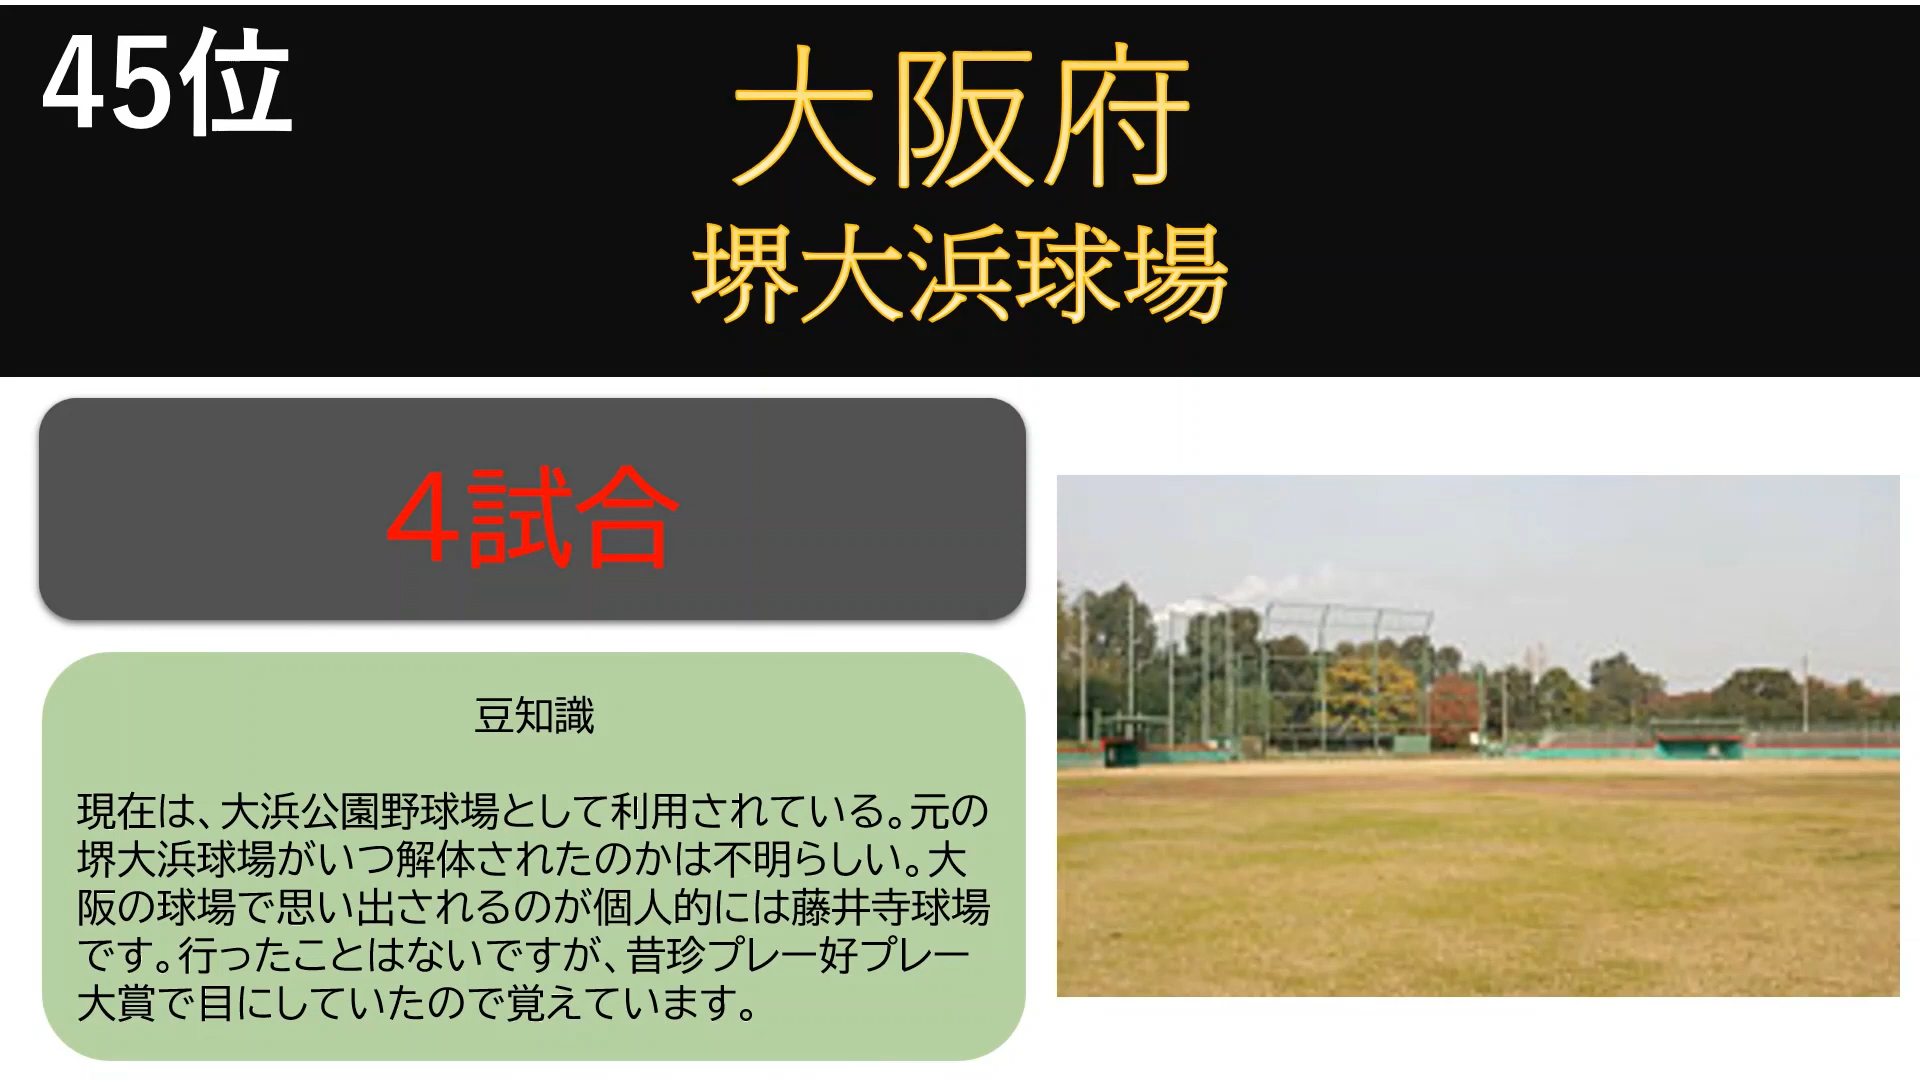 45位
大阪府
堺大浜球場
4試合
豆知識
現在は、大浜公園野球場として利用されている。元の
堺大浜球場がいつ解体されたのかは不明らしい。大
阪の球場で思い出されるのが個人的には藤井寺球場
です。行ったことはないですが、昔珍プレー好プレー
大賞で目にしていたので覚えています。